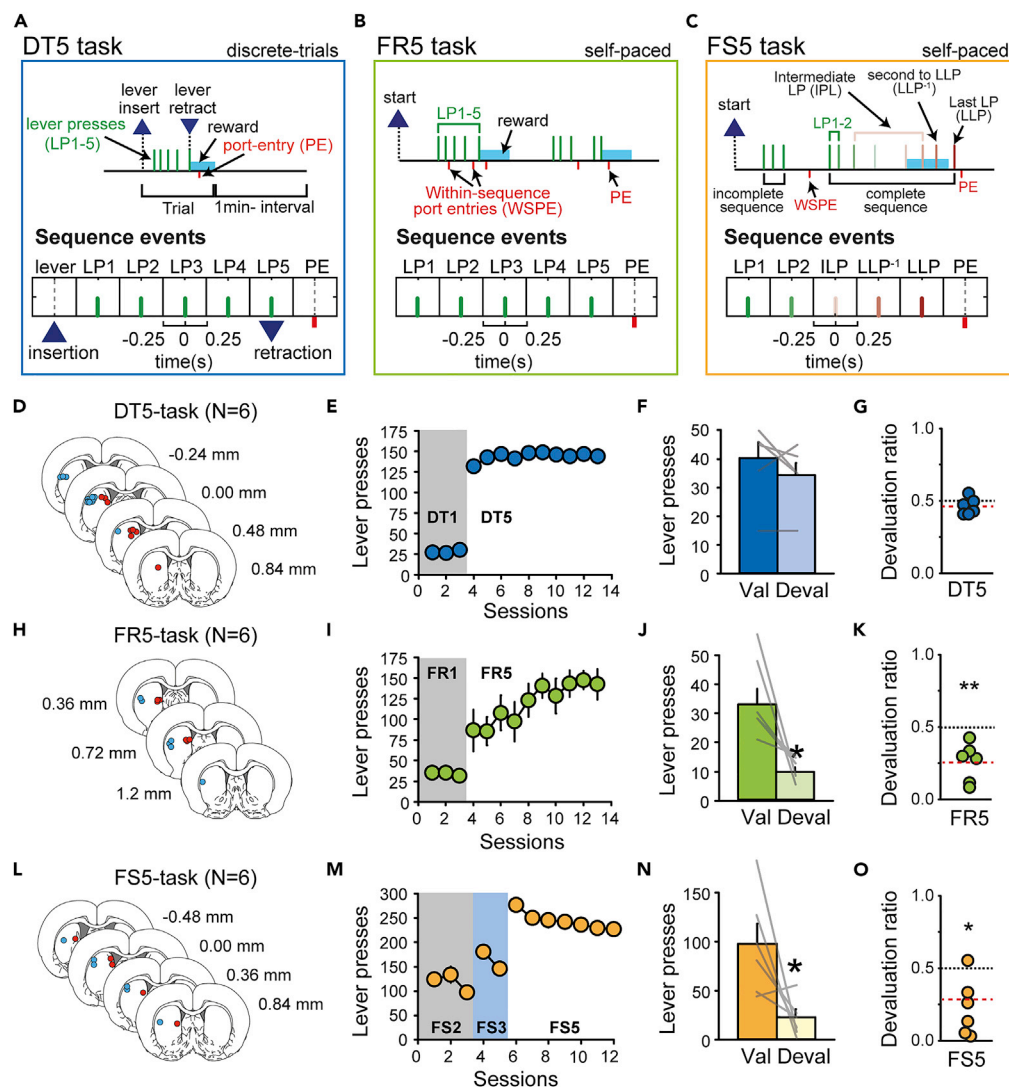 A
DT5 task
discrete-trials
lever insert
lever retract
lever presses (LP1-5)
reward
port-entry (PE)
Trial
1min- interval
Sequence events
lever LP1 LP2 LP3 LP4 LP5 PE
insertion
-0.25 0 0.25
time(s)
retraction
B
FR5 task
self-paced
start
LP1-5
reward
Within-sequence port entries (WSPE)
PE
Sequence events
LP1 LP2 LP3 LP4 LP5 PE
-0.25 0 0.25
time(s)
C
FS5 task
self-paced
start
Intermediate LP (IPL)
second to LLP (LLP-1)
Last LP (LLP)
LP1-2
incomplete sequence
WSPE
complete sequence
PE
Sequence events
LP1 LP2 ILP LLP-1 LLP PE
-0.25 0 0.25
time(s)
D
DT5-task (N=6)
-0.24 mm
0.00 mm
0.48 mm
0.84 mm
E
Lever presses
175
150
125
100
75
50
25
0
DT1 DT5
0 2 4 6 8 10 12 14
Sessions
F
Lever presses
50
40
30
20
10
0
Val Deval
G
Devaluation ratio
1.0
0.5
0.0
DT5
H
FR5-task (N=6)
0.36 mm
0.72 mm
1.2 mm
I
Lever presses
175
150
125
100
75
50
25
0
FR1 FR5
0 2 4 6 8 10 12 14
Sessions
J
Lever presses
50
40
30
20
10
0
*
Val Deval
K
Devaluation ratio
1.0
0.5
0.0
**
FR5
L
FS5-task (N=6)
-0.48 mm
0.00 mm
0.36 mm
0.84 mm
M
Lever presses
300
250
200
150
100
50
0
FS2 FS3 FS5
0 2 4 6 8 10 12
Sessions
N
Lever presses
150
100
50
0
*
Val Deval
O
Devaluation ratio
1.0
0.5
0.0
*
FS5